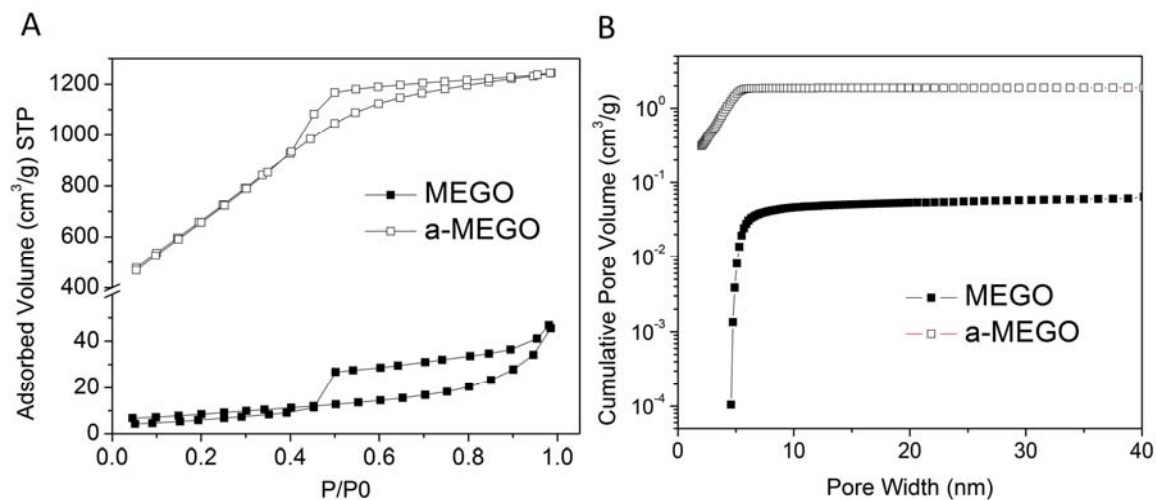 A
Adsorbed Volume (cm³/g) STP
1200
1000
800
600
400
40
20
0
MEGO
a-MEGO
0.0 0.2 0.4 0.6 0.8 1.0
P/P0
B
Cumulative Pore Volume (cm³/g)
10⁰
10⁻¹
10⁻²
10⁻³
10⁻⁴
MEGO
a-MEGO
0 10 20 30 40
Pore Width (nm)